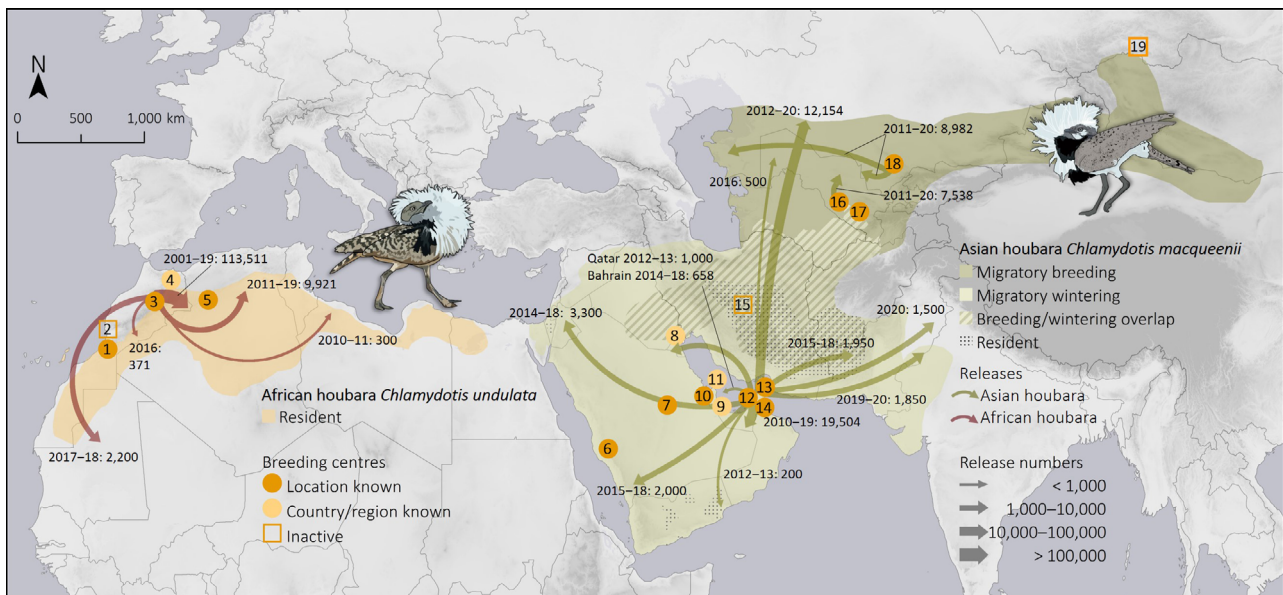 N
0 500 1,000 km
19
2012–20: 12,154
2011–20: 8,982
18
2016: 500
16
17
2011–20: 7,538
Qatar 2012–13: 1,000
Bahrain 2014–18: 658
15
2001–19: 113,511
4
2011–19: 9,921
3
5
2
1
2016:
371
2010–11: 300
2017–18: 2,200
2014–18: 3,300
8
2020: 1,500
2015–18: 1,950
11
13
10
12
7
9
14
2019–20: 1,850
2010–19: 19,504
6
2015–18: 2,000
2012–13: 200
African houbara Chlamydotis undulata
Resident
Breeding centres
Location known
Country/region known
Inactive
Asian houbara Chlamydotis macqueenii
Migratory breeding
Migratory wintering
Breeding/wintering overlap
Resident
Releases
Asian houbara
African houbara
Release numbers
< 1,000
1,000–10,000
10,000–100,000
> 100,000